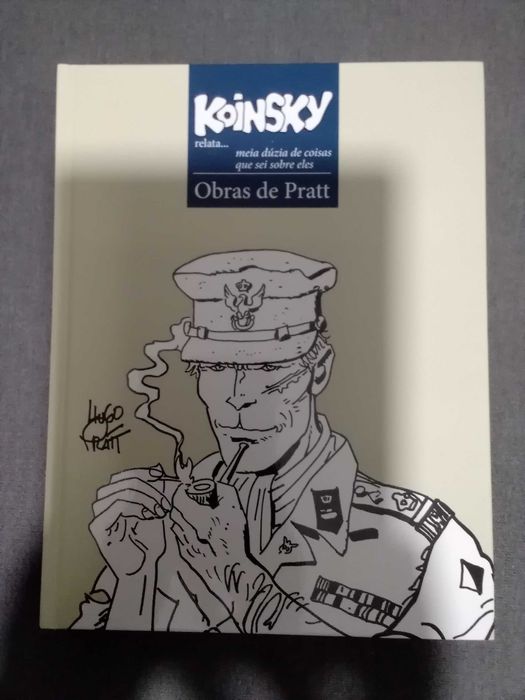 KOINSKY
relata...
meia dúzia de coisas
que sei sobre eles
Obras de Pratt
HUGO
PRATT